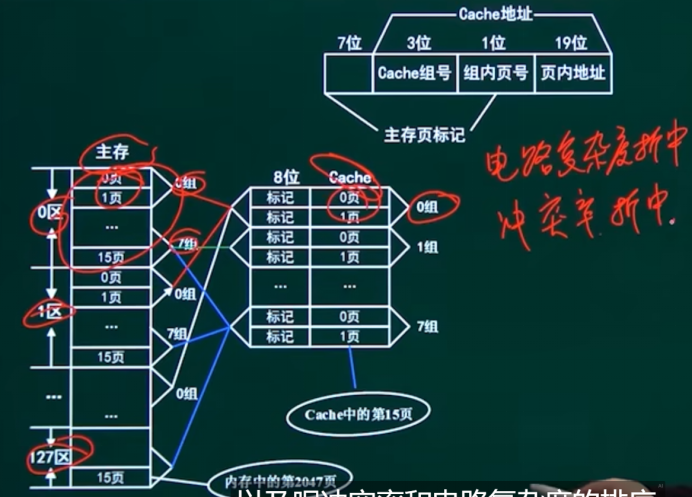 Cache地址
7位 3位 1位 19位
Cache组号 组内页号 页内地址
主存页标记
电路复杂度折中
冲突率折中
主存
8位 Cache
0页 0组 标记 0页 0组
1页 标记 1页
0区 标记 0页 1组
... 7组 标记 1页
15页
0页 ... ...
1页 0组
1区 标记 0页 7组
... 7组 标记 1页
15页
0组
... ...
Cache中的第15页
127区
15页
内存中的第2047页